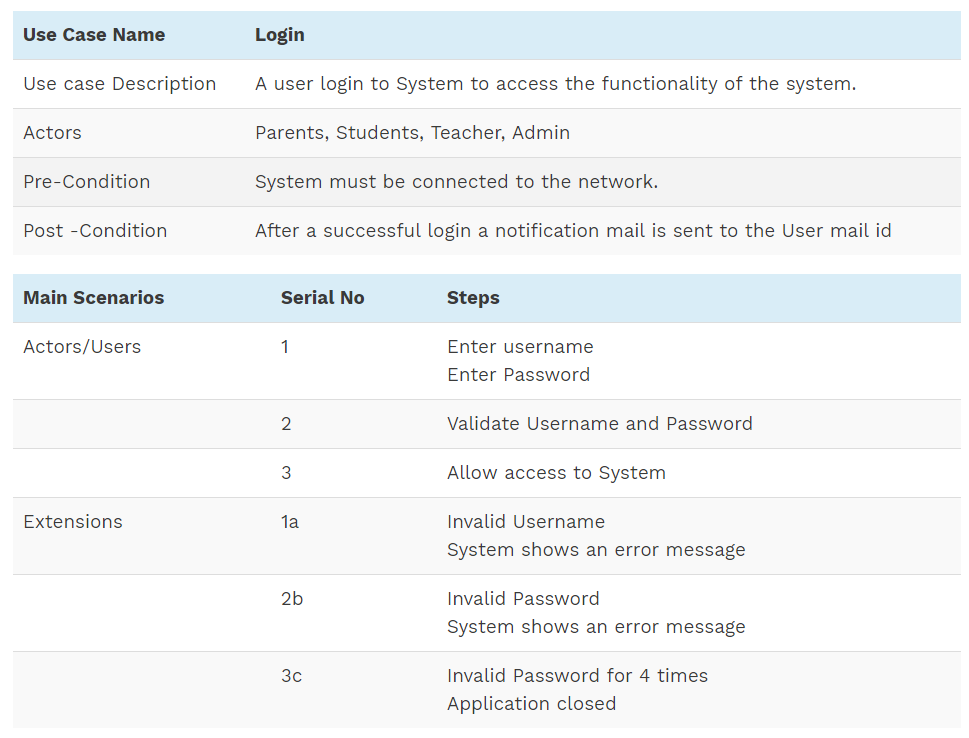 Use Case Name Login
Use case Description A user login to System to access the functionality of the system.
Actors Parents, Students, Teacher, Admin
Pre-Condition System must be connected to the network.
Post -Condition After a successful login a notification mail is sent to the User mail id
Main Scenarios Serial No Steps
Actors/Users 1 Enter username
Enter Password
2 Validate Username and Password
3 Allow access to System
Extensions 1a Invalid Username
System shows an error message
2b Invalid Password
System shows an error message
3c Invalid Password for 4 times
Application closed